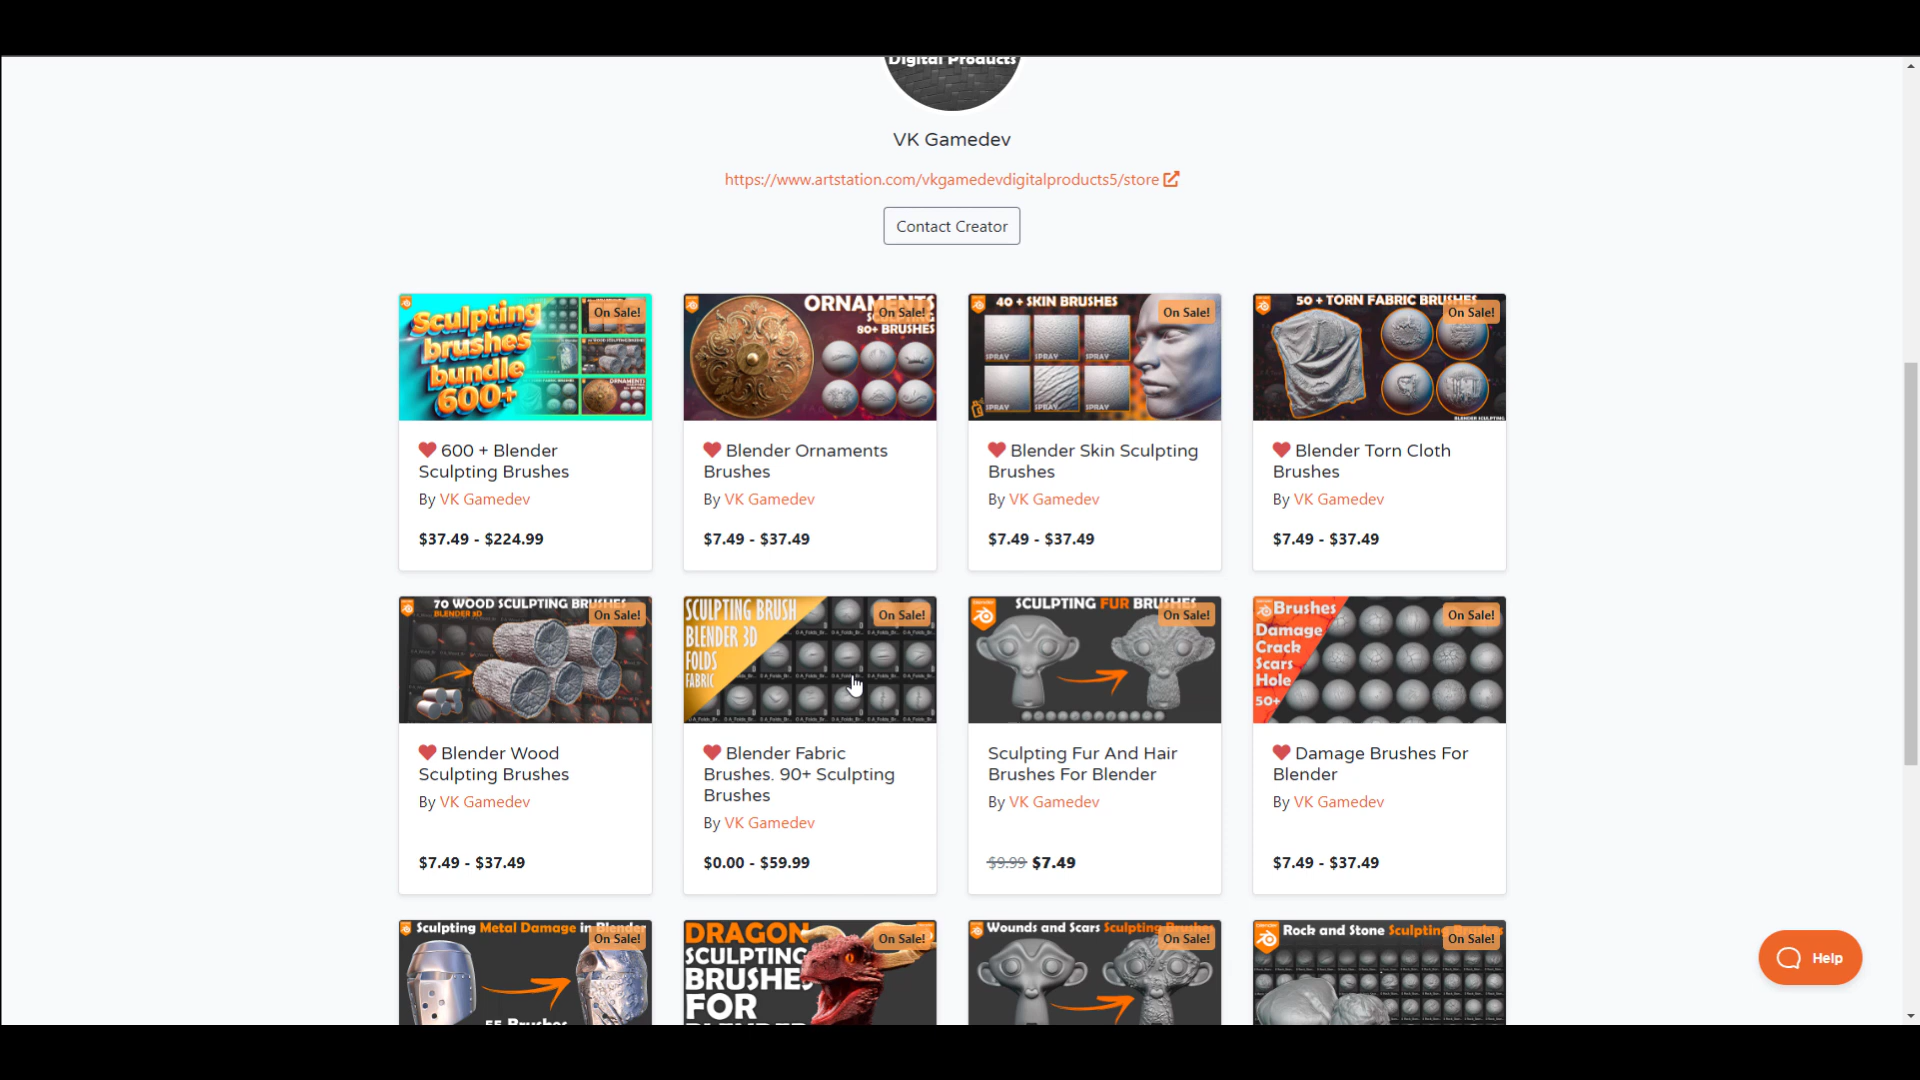 Digital Products
VK Gamedev
https://www.artstation.com/vkgamedevdigitalproducts5/store
Contact Creator
Sculpting
brushes
bundle
600+
On Sale!
ORNAMENTS
80+ BRUSHES
On Sale!
40 + SKIN BRUSHES
SPRAY SPRAY SPRAY
SPRAY SPRAY SPRAY
On Sale!
50 + TORN FABRIC BRUSHES
On Sale!
BLENDER SCULPTING
600 + Blender
Sculpting Brushes
By VK Gamedev
$37.49 - $224.99
Blender Ornaments
Brushes
By VK Gamedev
$7.49 - $37.49
Blender Skin Sculpting
Brushes
By VK Gamedev
$7.49 - $37.49
Blender Torn Cloth
Brushes
By VK Gamedev
$7.49 - $37.49
70 WOOD SCULPTING BRUSHES
BLENDER 3D
On Sale!
SCULPTING BRUSH
BLENDER 3D
FOLDS
FABRIC
On Sale!
SCULPTING FUR BRUSHES
On Sale!
Brushes
Damage
Crack
Scars
Hole
50+
On Sale!
Blender Wood
Sculpting Brushes
By VK Gamedev
$7.49 - $37.49
Blender Fabric
Brushes. 90+ Sculpting
Brushes
By VK Gamedev
$0.00 - $59.99
Sculpting Fur And Hair
Brushes For Blender
By VK Gamedev
$9.99 $7.49
Damage Brushes For
Blender
By VK Gamedev
$7.49 - $37.49
Sculpting Metal Damage in Blender
On Sale!
55 Brushes
DRAGON
SCULPTING
BRUSHES
FOR
BLENDER
On Sale!
Wounds and Scars Sculpting Brushes
On Sale!
Rock and Stone Sculpting Brushes
On Sale!
Help